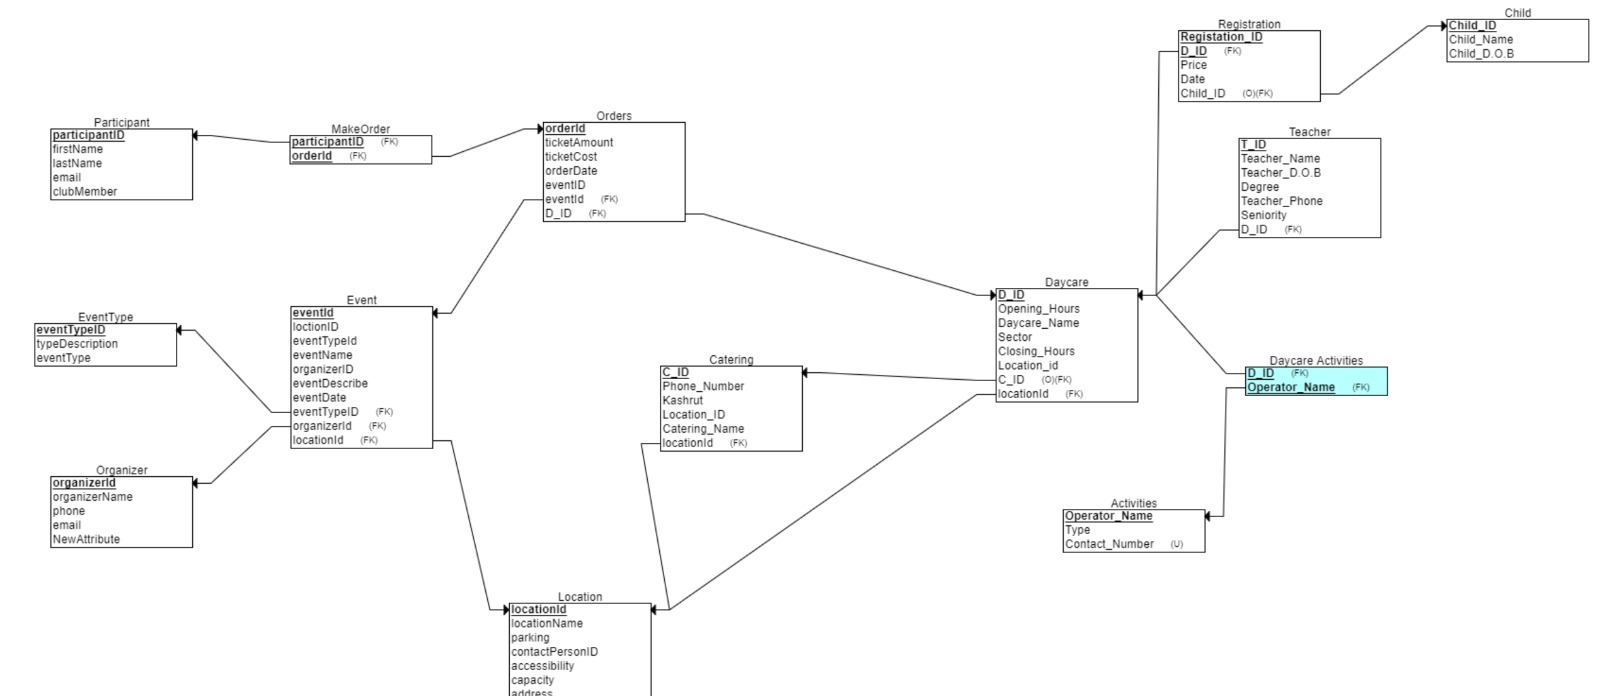 Participant
participantID
firstName
lastName
email
clubMember
MakeOrder
participantID (FK)
orderId (FK)
Orders
orderId
ticketAmount
ticketCost
orderDate
eventID
eventId (FK)
D_ID (FK)
Registration
Registation_ID
D_ID (FK)
Price
Date
Child_ID (O)(FK)
Child
Child_ID
Child_Name
Child_D.O.B
Teacher
T_ID
Teacher_Name
Teacher_D.O.B
Degree
Teacher_Phone
Seniority
D_ID (FK)
EventType
eventTypeID
typeDescription
eventType
Event
eventId
loctionID
eventTypeId
eventName
organizerID
eventDescribe
eventDate
eventTypeID (FK)
organizerId (FK)
locationId (FK)
Catering
C_ID
Phone_Number
Kashrut
Location_ID
Catering_Name
locationId (FK)
Daycare
D_ID
Opening_Hours
Daycare_Name
Sector
Closing_Hours
Location_id
C_ID (O)(FK)
locationId (FK)
Daycare Activities
D_ID (FK)
Operator_Name (FK)
Organizer
organizerId
organizerName
phone
email
NewAttribute
Activities
Operator_Name
Type
Contact_Number (U)
Location
locationId
locationName
parking
contactPersonID
accessibility
capacity
address